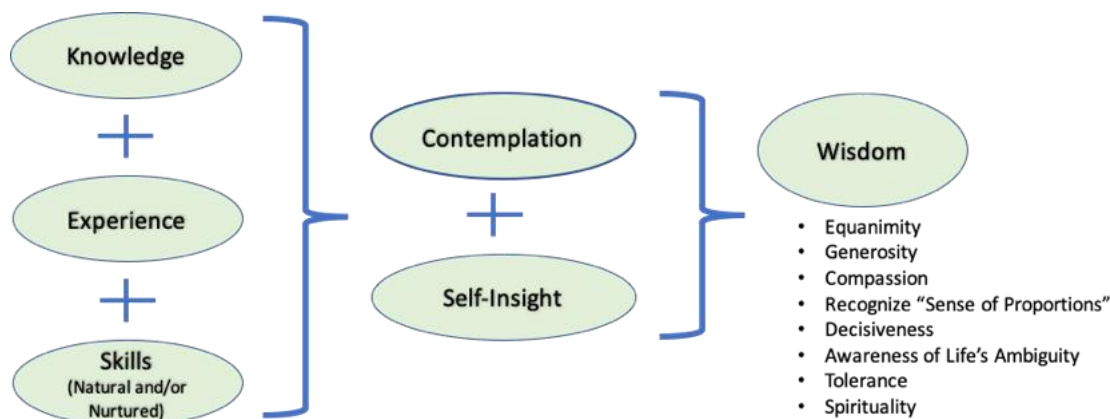 Knowledge
Experience
Skills
(Natural and/or
Nurtured)
Contemplation
Self-Insight
Wisdom
• Equanimity
• Generosity
• Compassion
• Recognize “Sense of Proportions”
• Decisiveness
• Awareness of Life’s Ambiguity
• Tolerance
• Spirituality